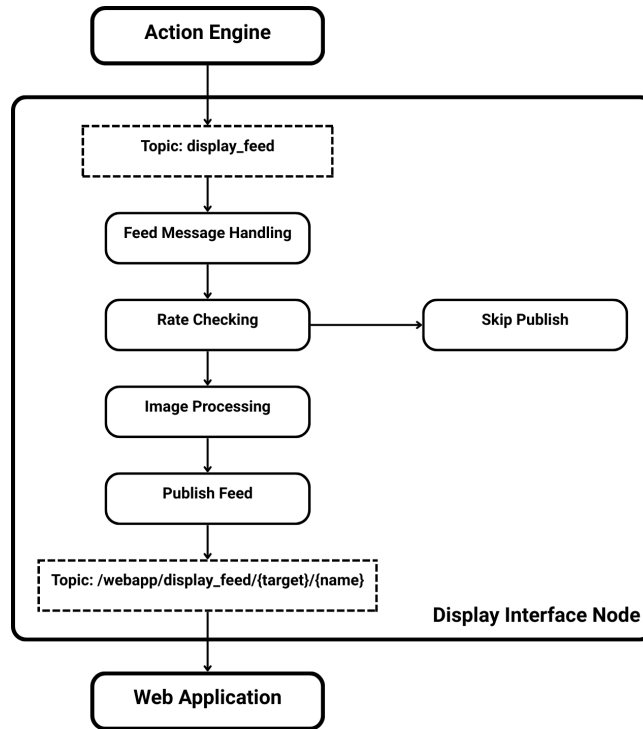 Action Engine
Topic: display_feed
Feed Message Handling
Rate Checking
Skip Publish
Image Processing
Publish Feed
Topic: /webapp/display_feed/{target}/{name}
Display Interface Node
Web Application